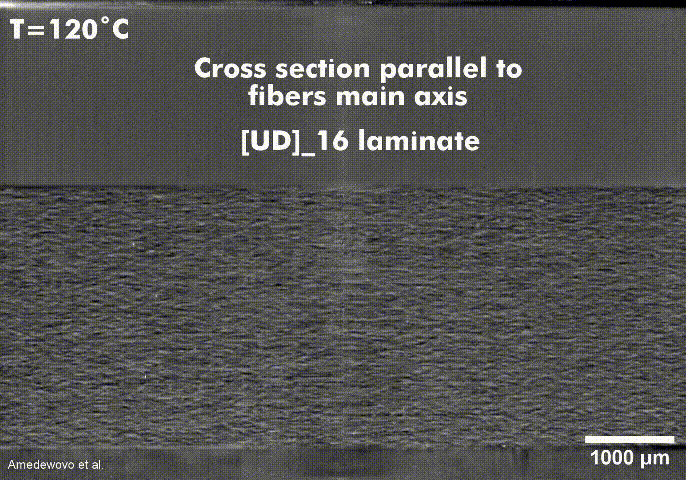 T=120°C
Cross section parallel to
fibers main axis
[UD]_16 laminate
1000 µm
Amedewovo et al.